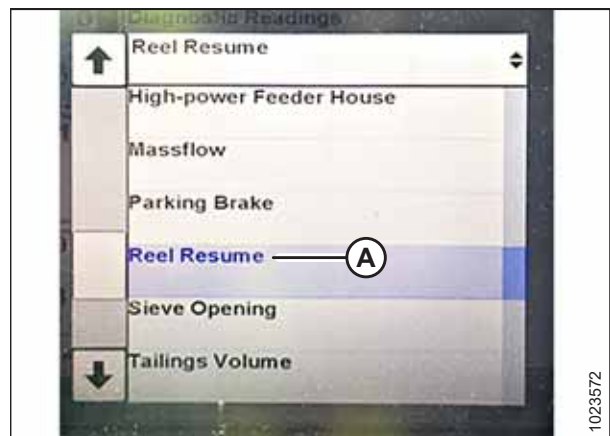 Diagnostic Readings
Reel Resume
High-power Feeder House
Massflow
Parking Brake
Reel Resume
A
Sieve Opening
Tailings Volume
1023572